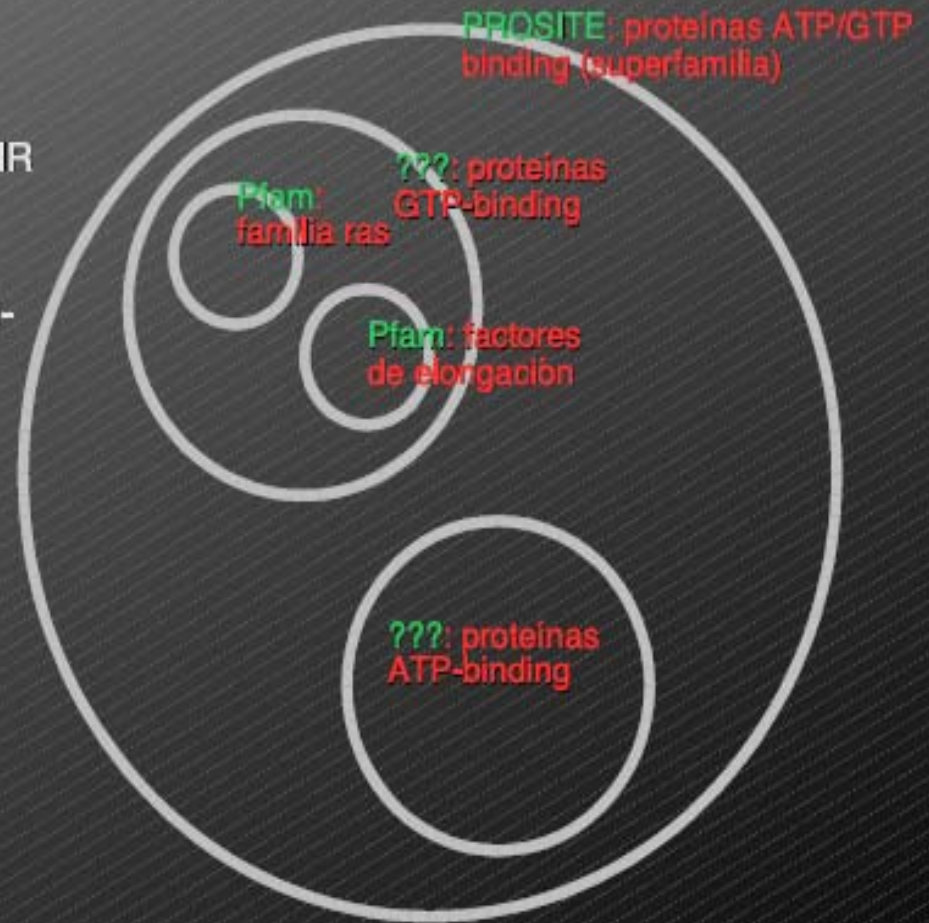 PROSITE: proteínas ATP/GTP
binding (superfamilia)
IR
???: proteínas
GTP-binding
Pfam:
familia ras
-
Pfam: factores
de elongación
???: proteínas
ATP-binding